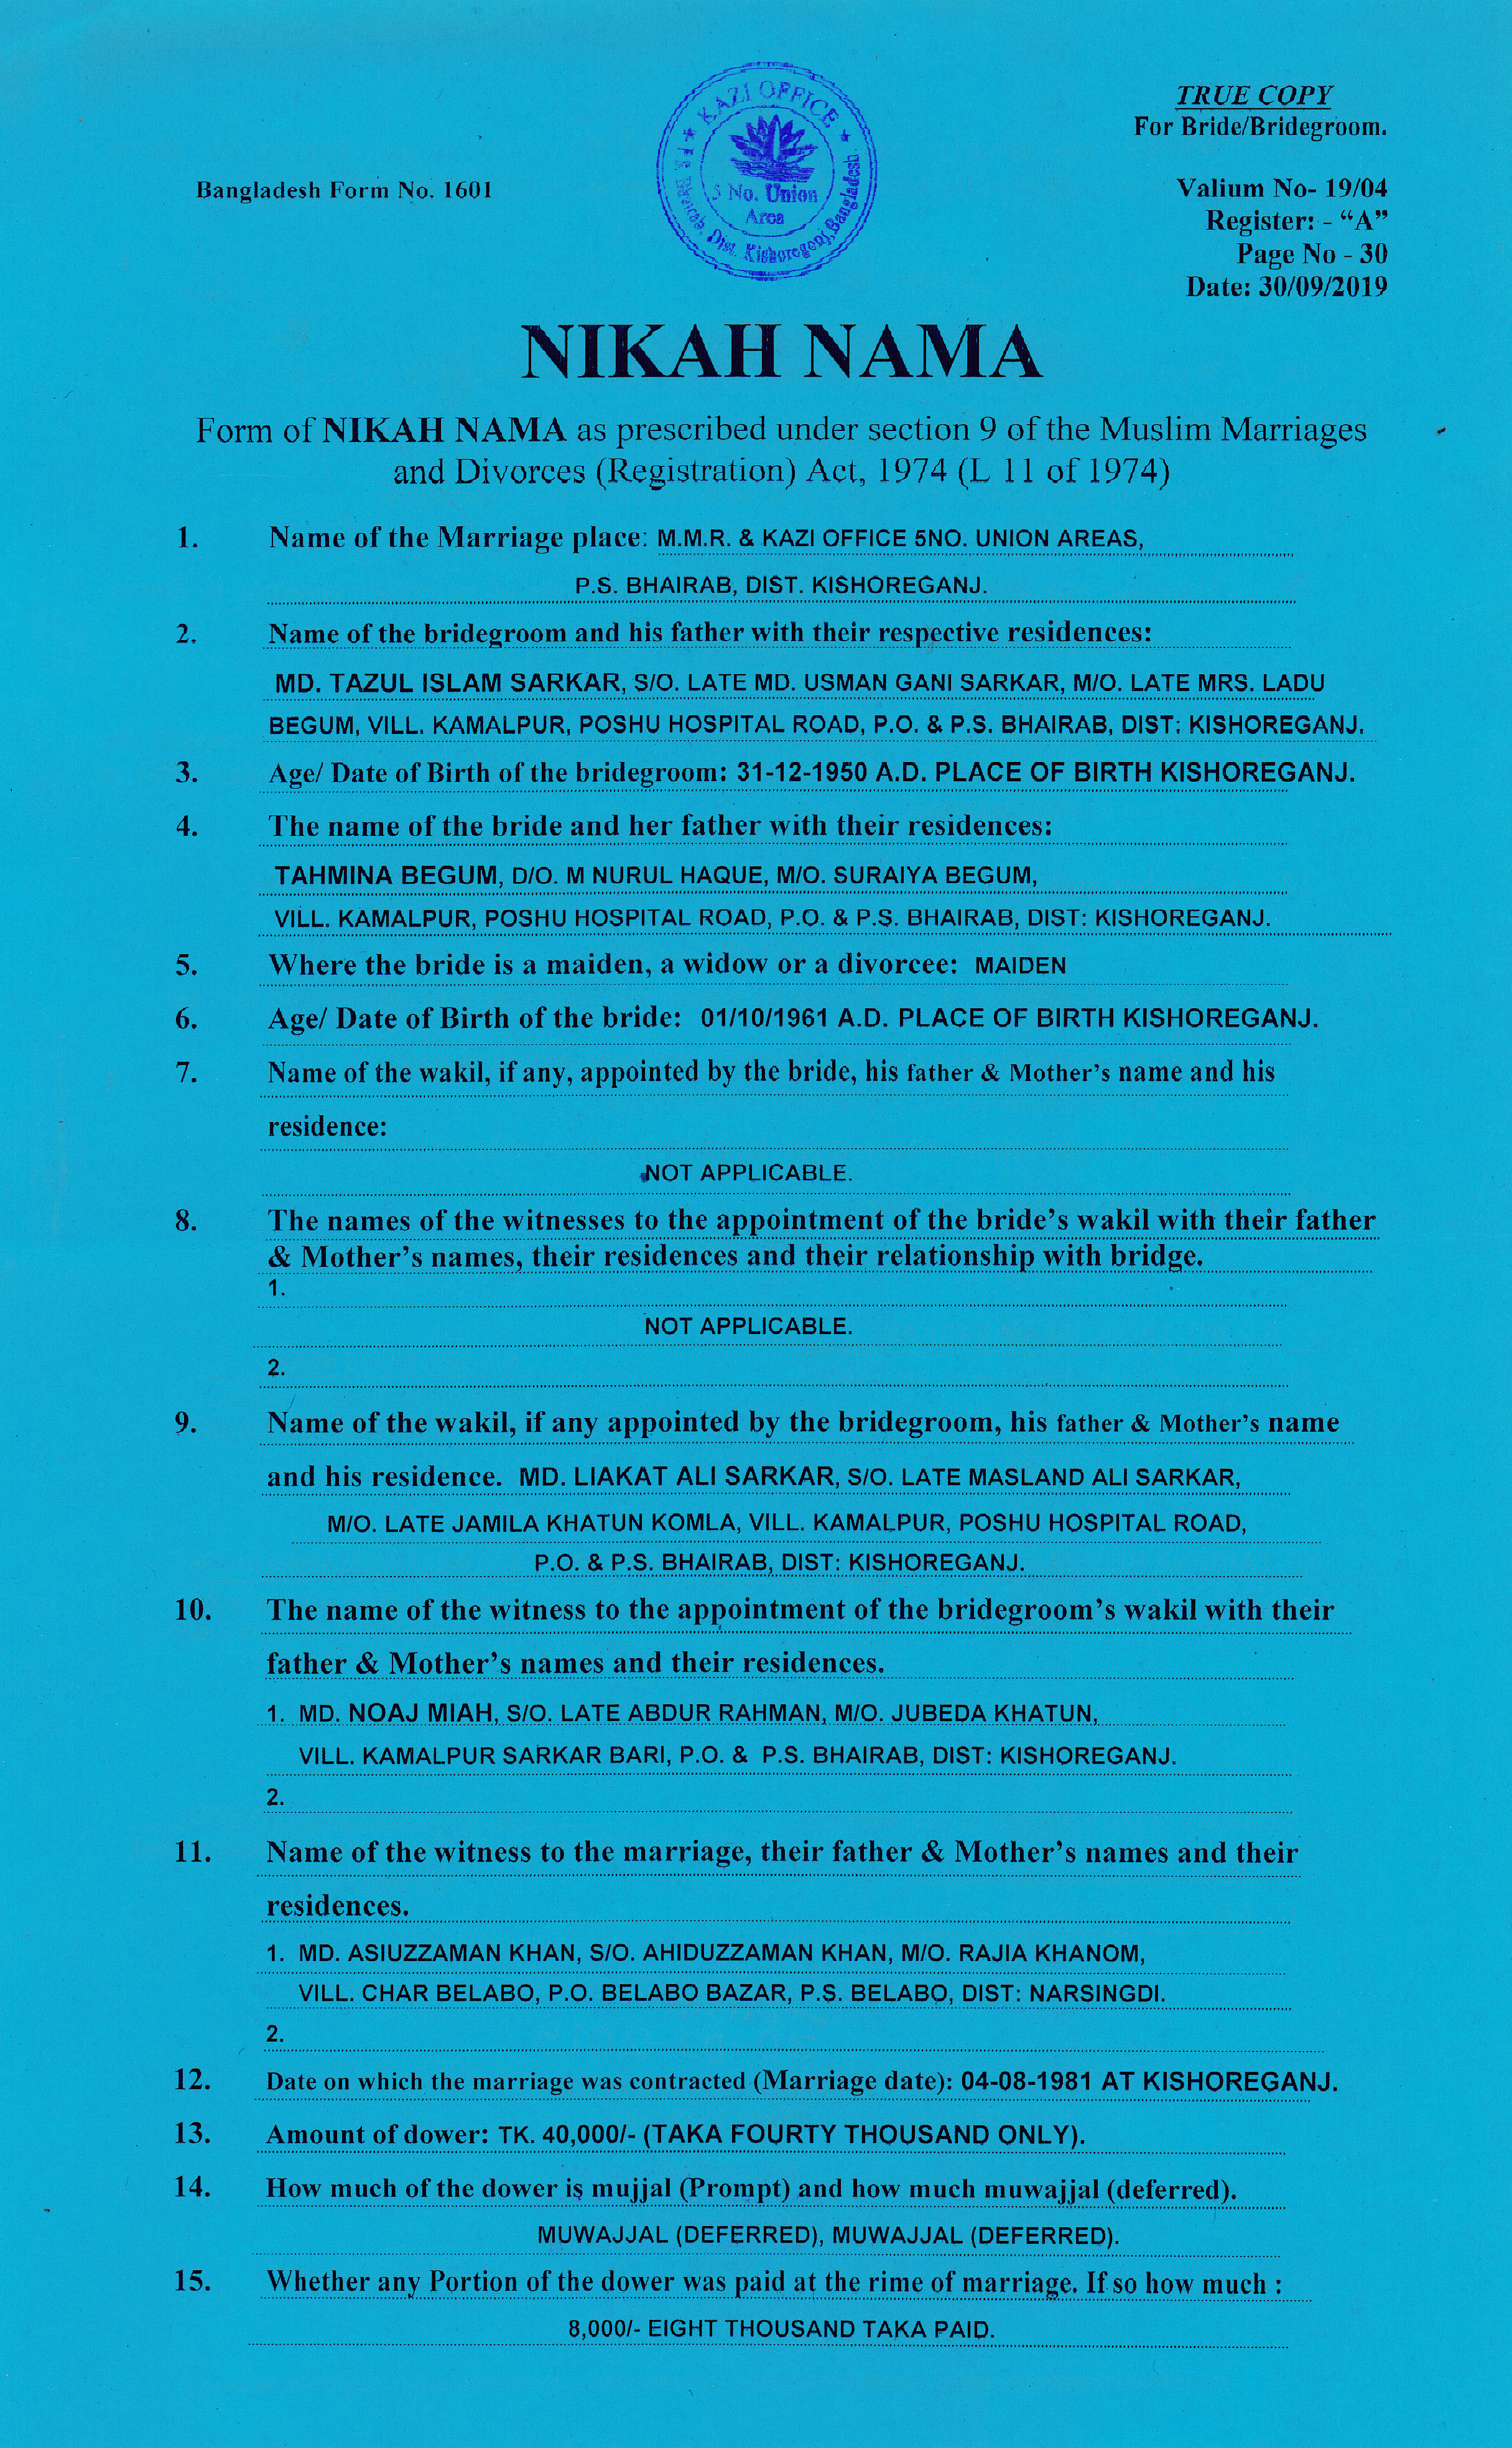 TRUE COPY
For Bride/Bridegroom.
KAZI OFFICE
5 No. Union
Area
Dist. Kishoregonj, Bangladesh.
Bangladesh Form No. 1601
Valium No- 19/04
Register: - “A”
Page No - 30
Date: 30/09/2019
NIKAH NAMA
Form of NIKAH NAMA as prescribed under section 9 of the Muslim Marriages
and Divorces (Registration) Act, 1974 (L 11 of 1974)
1. Name of the Marriage place: M.M.R. & KAZI OFFICE 5NO. UNION AREAS,
P.S. BHAIRAB, DIST. KISHOREGANJ.
2. Name of the bridegroom and his father with their respective residences:
MD. TAZUL ISLAM SARKAR, S/O. LATE MD. USMAN GANI SARKAR, M/O. LATE MRS. LADU
BEGUM, VILL. KAMALPUR, POSHU HOSPITAL ROAD, P.O. & P.S. BHAIRAB, DIST: KISHOREGANJ.
3. Age/ Date of Birth of the bridegroom: 31-12-1950 A.D. PLACE OF BIRTH KISHOREGANJ.
4. The name of the bride and her father with their residences:
TAHMINA BEGUM, D/O. M NURUL HAQUE, M/O. SURAIYA BEGUM,
VILL. KAMALPUR, POSHU HOSPITAL ROAD, P.O. & P.S. BHAIRAB, DIST: KISHOREGANJ.
5. Where the bride is a maiden, a widow or a divorcee: MAIDEN
6. Age/ Date of Birth of the bride: 01/10/1961 A.D. PLACE OF BIRTH KISHOREGANJ.
7. Name of the wakil, if any, appointed by the bride, his father & Mother’s name and his
residence:
NOT APPLICABLE.
8. The names of the witnesses to the appointment of the bride’s wakil with their father
& Mother’s names, their residences and their relationship with bridge.
1.
NOT APPLICABLE.
2.
9. Name of the wakil, if any appointed by the bridegroom, his father & Mother’s name
and his residence. MD. LIAKAT ALI SARKAR, S/O. LATE MASLAND ALI SARKAR,
M/O. LATE JAMILA KHATUN KOMLA, VILL. KAMALPUR, POSHU HOSPITAL ROAD,
P.O. & P.S. BHAIRAB, DIST: KISHOREGANJ.
10. The name of the witness to the appointment of the bridegroom’s wakil with their
father & Mother’s names and their residences.
1. MD. NOAJ MIAH, S/O. LATE ABDUR RAHMAN, M/O. JUBEDA KHATUN,
VILL. KAMALPUR SARKAR BARI, P.O. & P.S. BHAIRAB, DIST: KISHOREGANJ.
2.
11. Name of the witness to the marriage, their father & Mother’s names and their
residences.
1. MD. ASIUZZAMAN KHAN, S/O. AHIDUZZAMAN KHAN, M/O. RAJIA KHANOM,
VILL. CHAR BELABO, P.O. BELABO BAZAR, P.S. BELABO, DIST: NARSINGDI.
2.
12. Date on which the marriage was contracted (Marriage date): 04-08-1981 AT KISHOREGANJ.
13. Amount of dower: TK. 40,000/- (TAKA FOURTY THOUSAND ONLY).
14. How much of the dower is mujjal (Prompt) and how much muwajjal (deferred).
MUWAJJAL (DEFERRED), MUWAJJAL (DEFERRED).
15. Whether any Portion of the dower was paid at the rime of marriage. If so how much :
8,000/- EIGHT THOUSAND TAKA PAID.